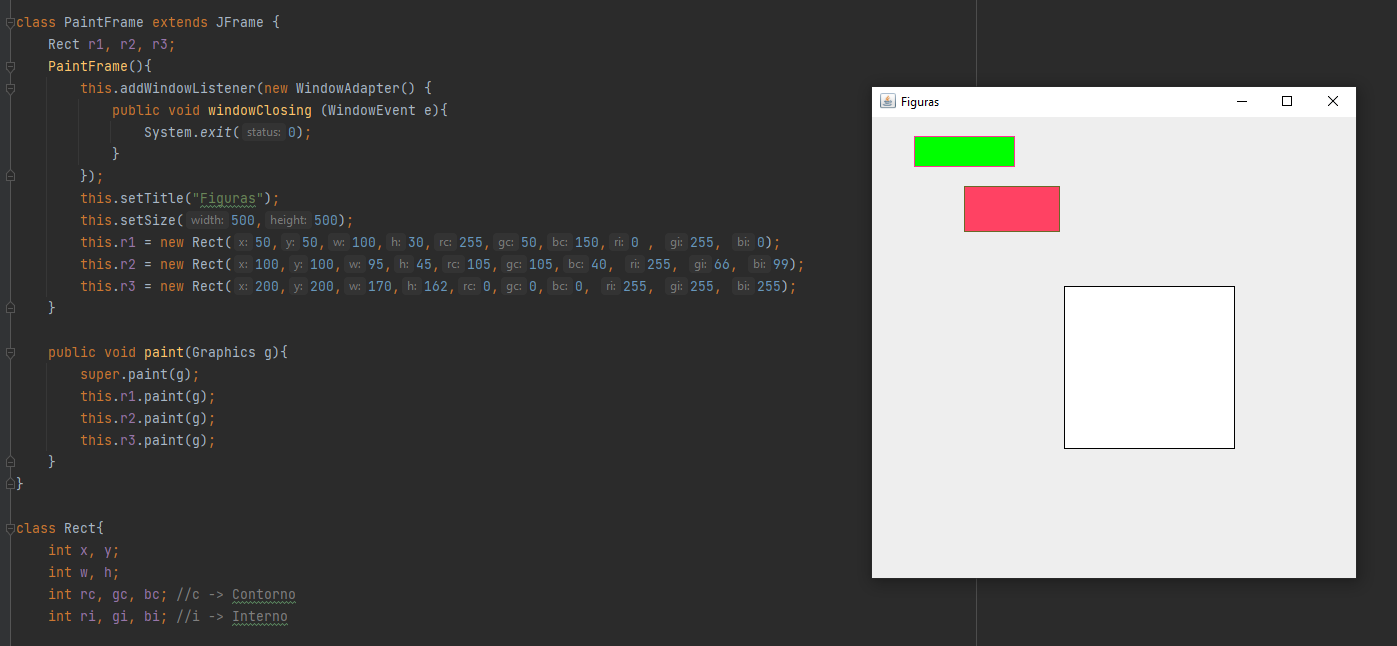 class PaintFrame extends JFrame {
Rect r1, r2, r3;
PaintFrame(){
this.addWindowListener(new WindowAdapter() {
public void windowClosing (WindowEvent e){
System.exit( status: 0);
}
});
this.setTitle("Figuras");
this.setSize( width: 500, height: 500);
this.r1 = new Rect( x: 50, y: 50, w: 100, h: 30, rc: 255, gc: 50, bc: 150, ri: 0 , gi: 255, bi: 0);
this.r2 = new Rect( x: 100, y: 100, w: 95, h: 45, rc: 105, gc: 105, bc: 40, ri: 255, gi: 66, bi: 99);
this.r3 = new Rect( x: 200, y: 200, w: 170, h: 162, rc: 0, gc: 0, bc: 0, ri: 255, gi: 255, bi: 255);
}
public void paint(Graphics g){
super.paint(g);
this.r1.paint(g);
this.r2.paint(g);
this.r3.paint(g);
}
}
class Rect{
int x, y;
int w, h;
int rc, gc, bc; //c -> Contorno
int ri, gi, bi; //i -> Interno
Figuras